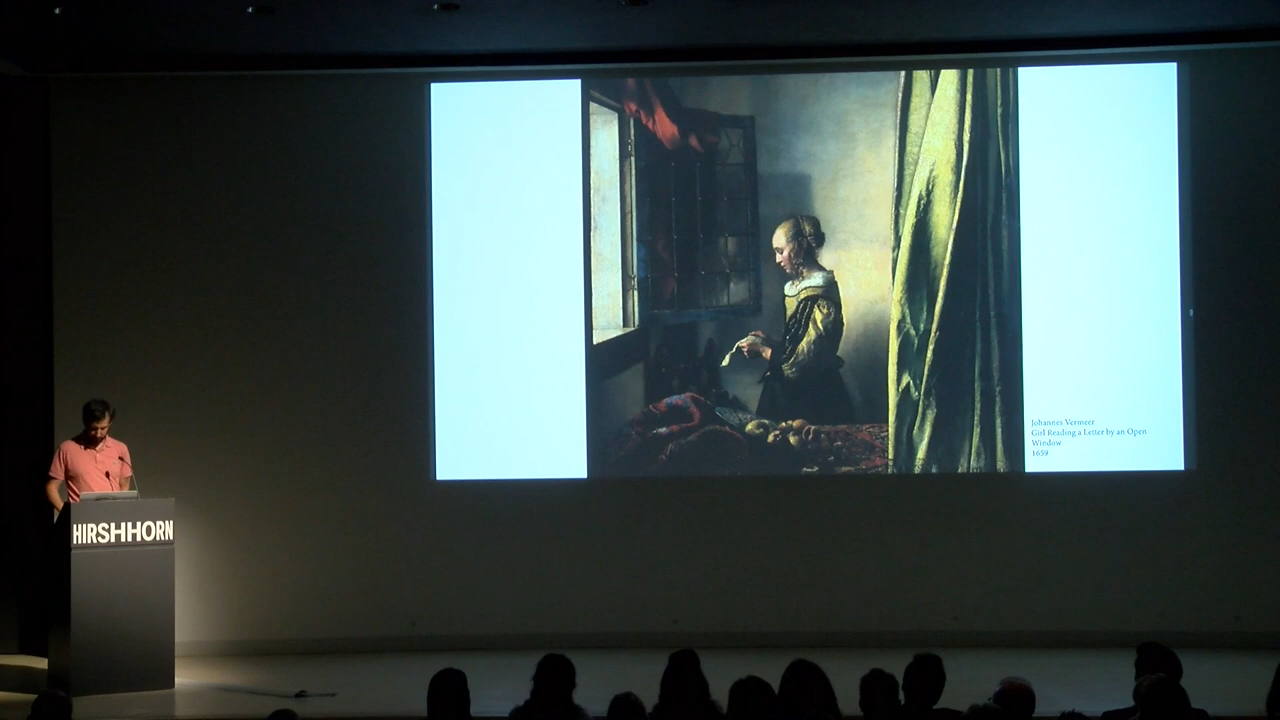 HIRSHHORN
Johannes Vermeer
Girl Reading a Letter by an Open
Window
1659